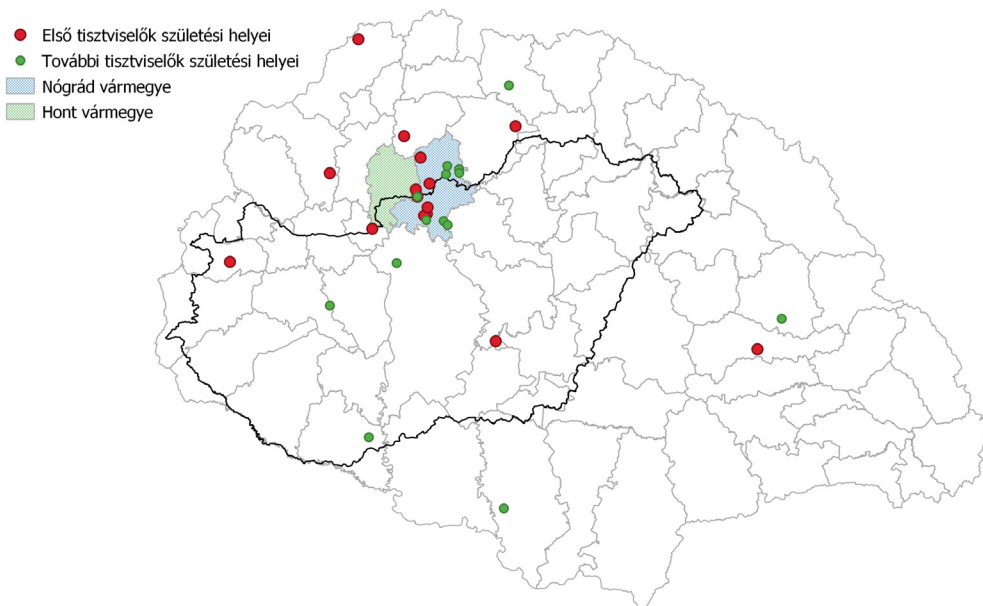 Első tisztviselők születési helyei
További tisztviselők születési helyei
Nógrád vármegye
Hont vármegye